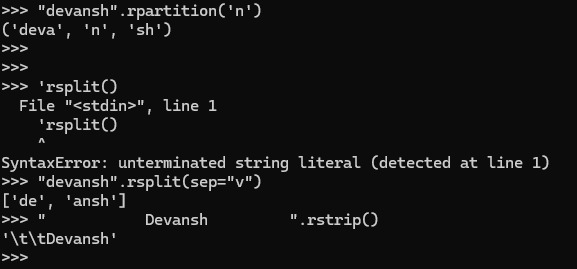 >>> "devansh".rpartition('n')
('deva', 'n', 'sh')
>>>
>>>
>>> 'rsplit()
  File "<stdin>", line 1
    'rsplit()
    ^
SyntaxError: unterminated string literal (detected at line 1)
>>> "devansh".rsplit(sep="v")
['de', 'ansh']
>>> "           Devansh         ".rstrip()
'\t\tDevansh'
>>>